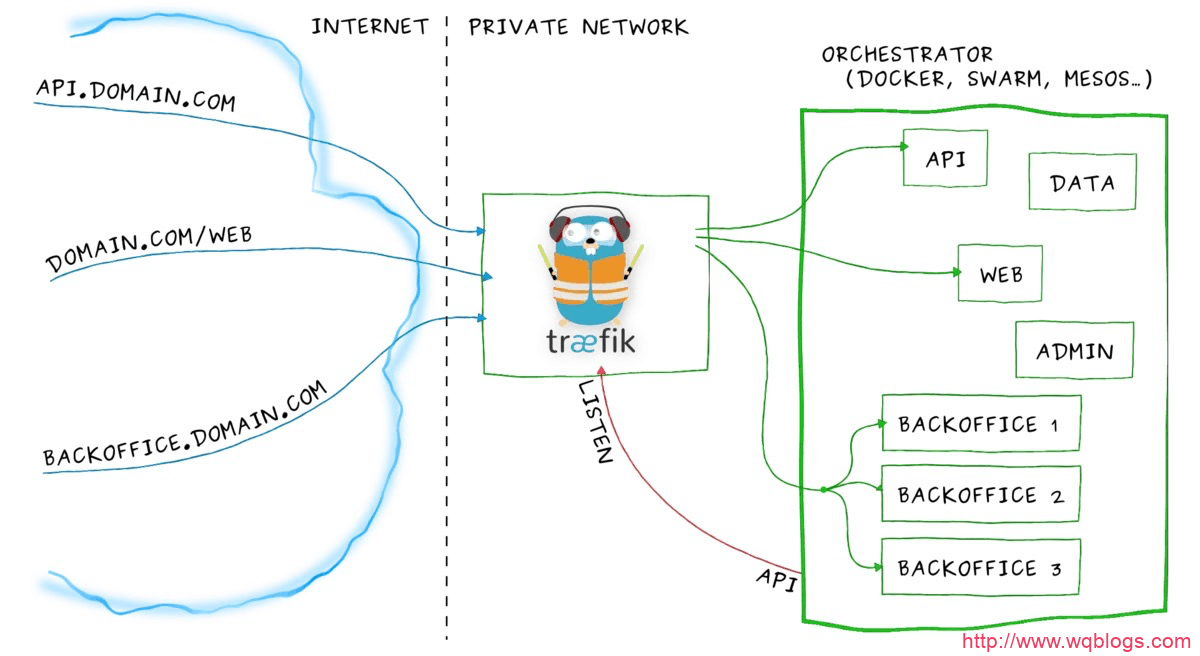 INTERNET
PRIVATE NETWORK
ORCHESTRATOR
(DOCKER, SWARM, MESOS...)
API.DOMAIN.COM
DOMAIN.COM/WEB
BACKOFFICE.DOMAIN.COM
træfik
LISTEN
API
API
DATA
WEB
ADMIN
BACKOFFICE 1
BACKOFFICE 2
BACKOFFICE 3
http://www.wqblogs.com